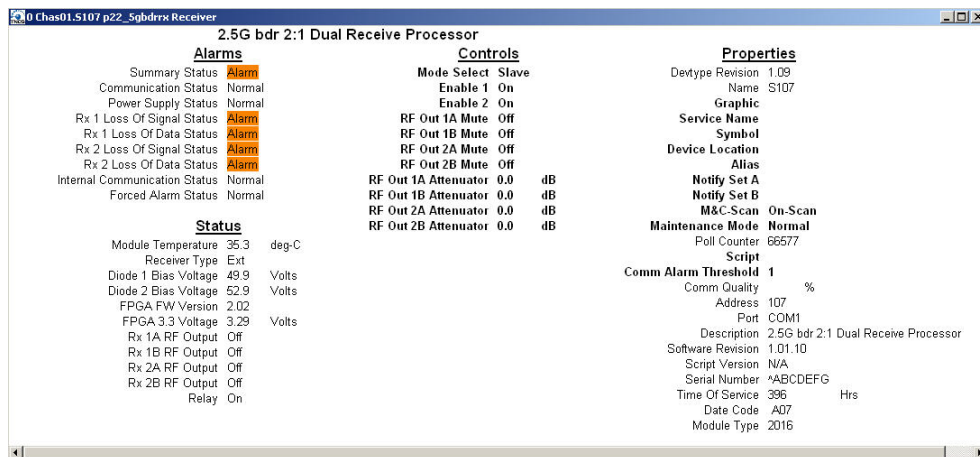 0 Chas01.S107 p22_5gbdrrx Receiver
2.5G bdr 2:1 Dual Receive Processor
Alarms
Summary Status Alarm
Communication Status Normal
Power Supply Status Normal
Rx 1 Loss Of Signal Status Alarm
Rx 1 Loss Of Data Status Alarm
Rx 2 Loss Of Signal Status Alarm
Rx 2 Loss Of Data Status Alarm
Internal Communication Status Normal
Forced Alarm Status Normal
Status
Module Temperature 35.3 deg-C
Receiver Type Ext
Diode 1 Bias Voltage 49.9 Volts
Diode 2 Bias Voltage 52.9 Volts
FPGA FW Version 2.02
FPGA 3.3 Voltage 3.29 Volts
Rx 1A RF Output Off
Rx 1B RF Output Off
Rx 2A RF Output Off
Rx 2B RF Output Off
Relay On
Controls
Mode Select Slave
Enable 1 On
Enable 2 On
RF Out 1A Mute Off
RF Out 1B Mute Off
RF Out 2A Mute Off
RF Out 2B Mute Off
RF Out 1A Attenuator 0.0 dB
RF Out 1B Attenuator 0.0 dB
RF Out 2A Attenuator 0.0 dB
RF Out 2B Attenuator 0.0 dB
Properties
Devtype Revision 1.09
Name S107
Graphic
Service Name
Symbol
Device Location
Alias
Notify Set A
Notify Set B
M&C-Scan On-Scan
Maintenance Mode Normal
Poll Counter 66577
Script
Comm Alarm Threshold 1
Comm Quality %
Address 107
Port COM1
Description 2.5G bdr 2:1 Dual Receive Processor
Software Revision 1.01.10
Script Version N/A
Serial Number ^ABCDEFG
Time Of Service 396 Hrs
Date Code A07
Module Type 2016